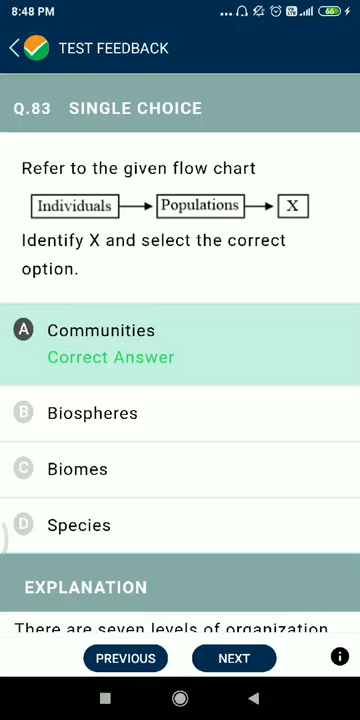 8:48 PM
66
TEST FEEDBACK
Q.83 SINGLE CHOICE
Refer to the given flow chart
Individuals Populations X
Identify X and select the correct
option.
A Communities
Correct Answer
B Biospheres
C Biomes
D Species
EXPLANATION
There are seven levels of organization
PREVIOUS NEXT